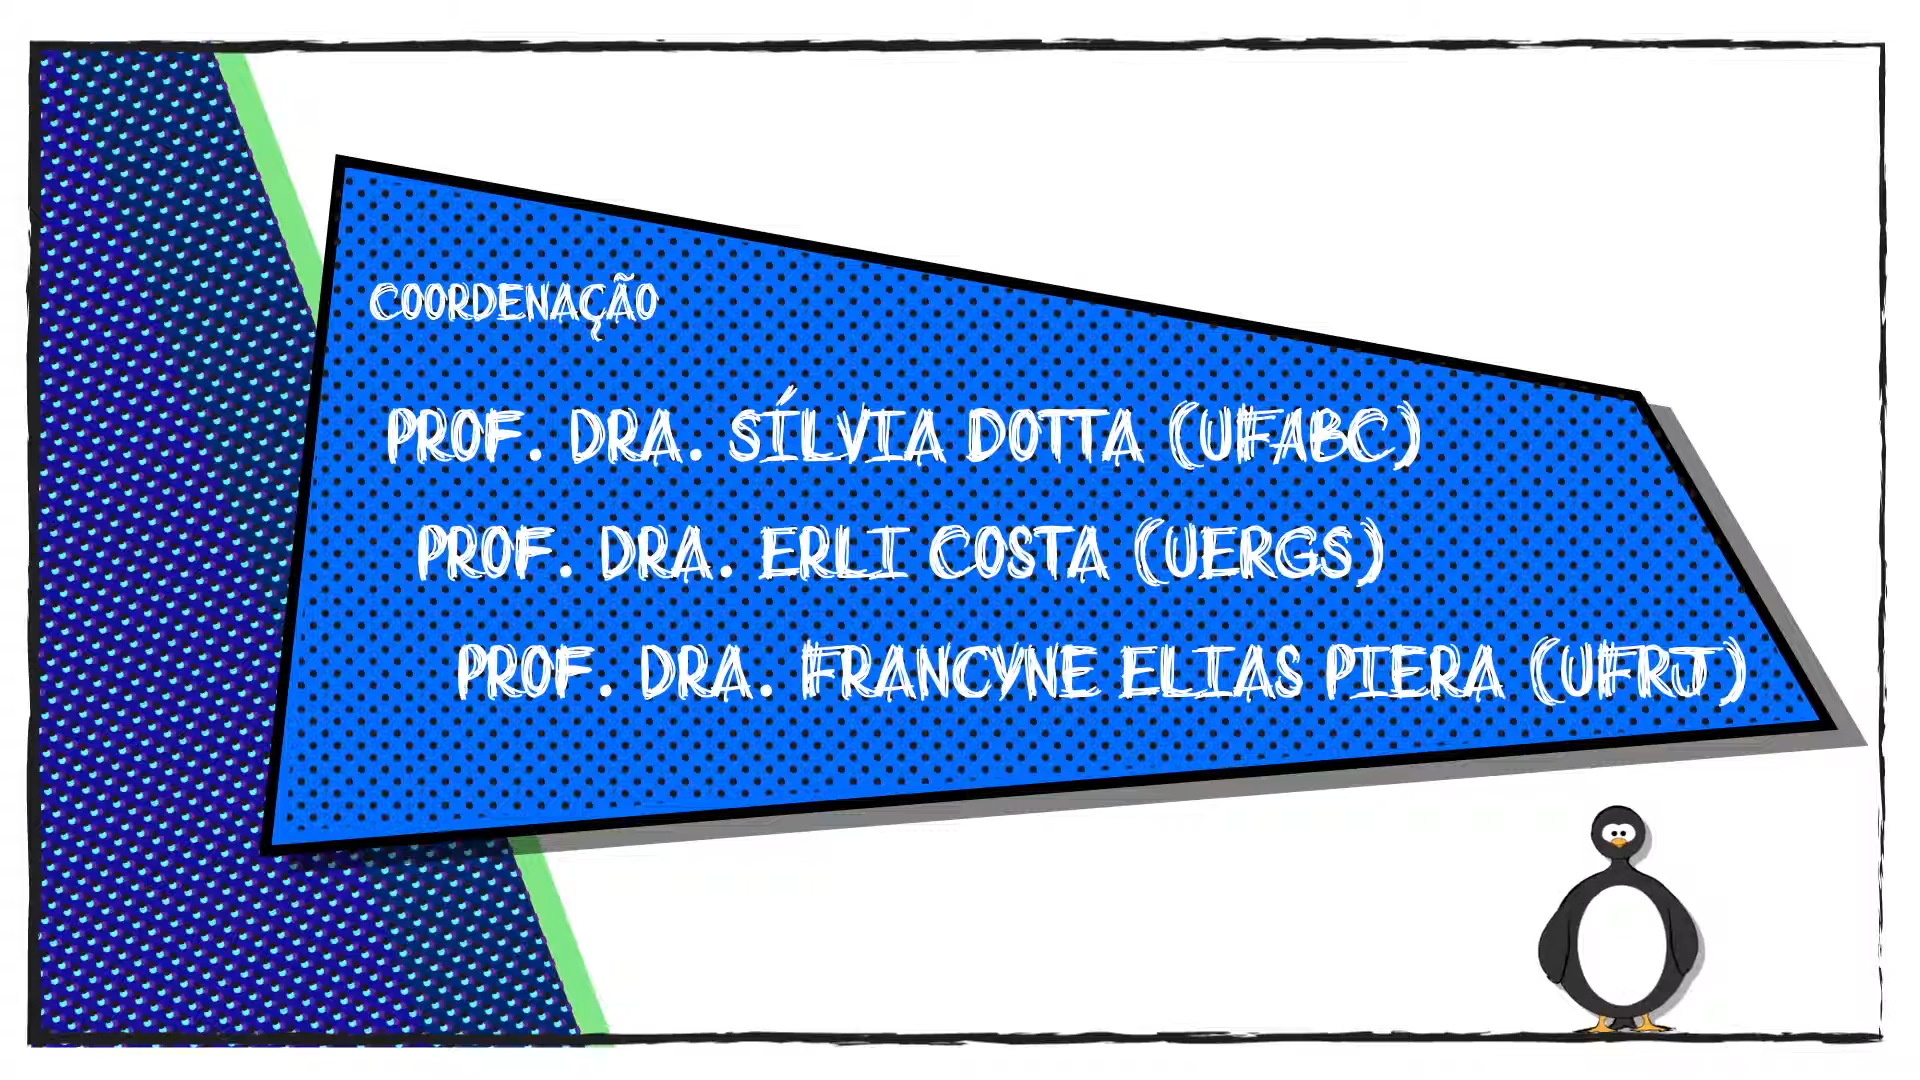 COORDENAÇÃO
PROF. DRA. SÍLVIA DOTTA (UFABC)
PROF. DRA. ERLI COSTA (UERGS)
PROF. DRA. FRANCYNE ELIAS PIERA (UFRJ)